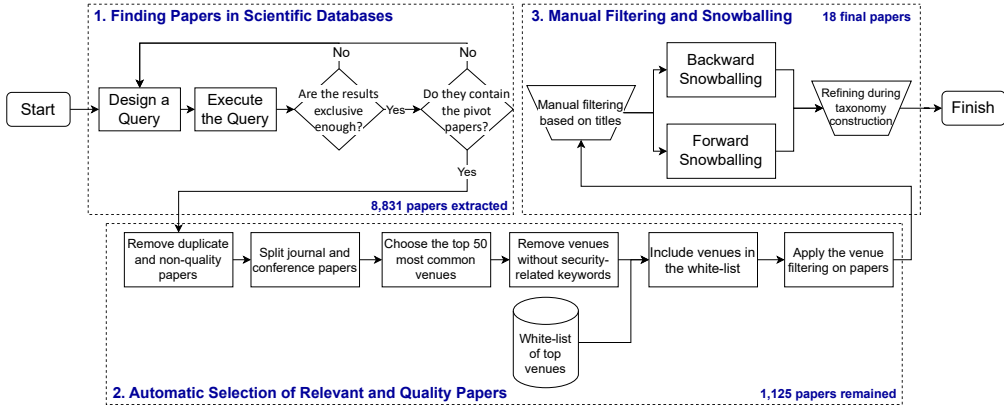 1. Finding Papers in Scientific Databases
Start
Design a
Query
Execute
the Query
No
Are the results
exclusive
enough?
Yes
No
Do they contain
the pivot
papers?
Yes
8,831 papers extracted
3. Manual Filtering and Snowballing
18 final papers
Manual filtering
based on titles
Backward
Snowballing
Forward
Snowballing
Refining during
taxonomy
construction
Finish
Remove duplicate
and non-quality
papers
Split journal and
conference papers
Choose the top 50
most common
venues
Remove venues
without security-
related keywords
Include venues in
the white-list
Apply the venue
filtering on papers
White-list
of top
venues
2. Automatic Selection of Relevant and Quality Papers
1,125 papers remained